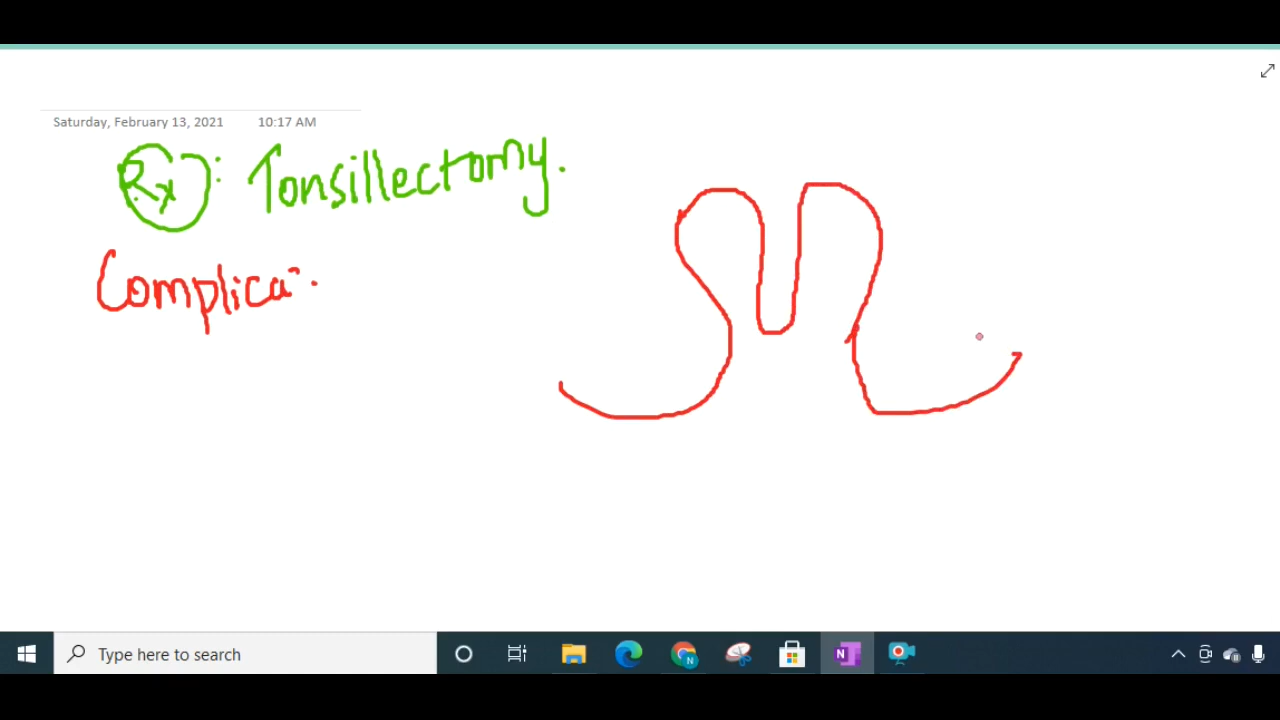 Saturday, February 13, 2021 10:17 AM
Rx : Tonsillectomy.
Complica~.
Type here to search